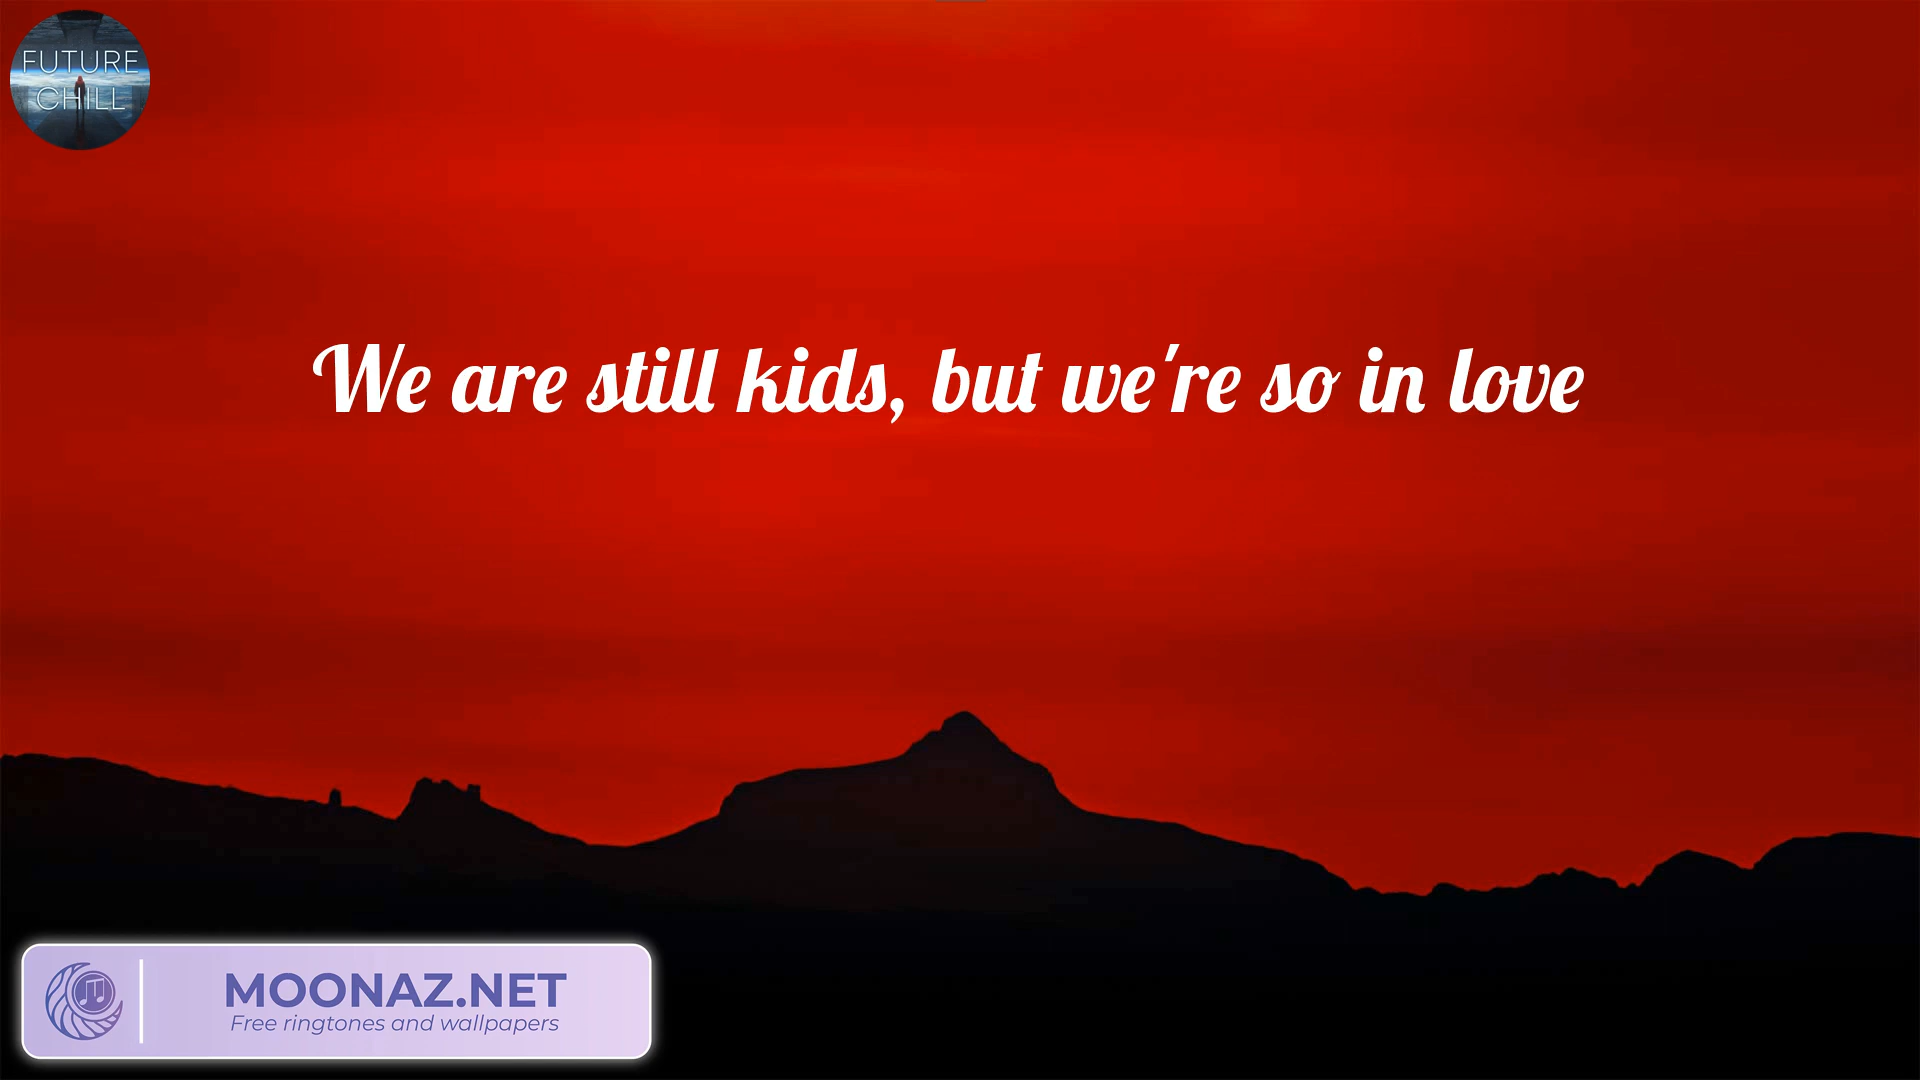 FUTURE
CHILL
We are still kids, but we're so in love
MOONAZ.NET
Free ringtones and wallpapers